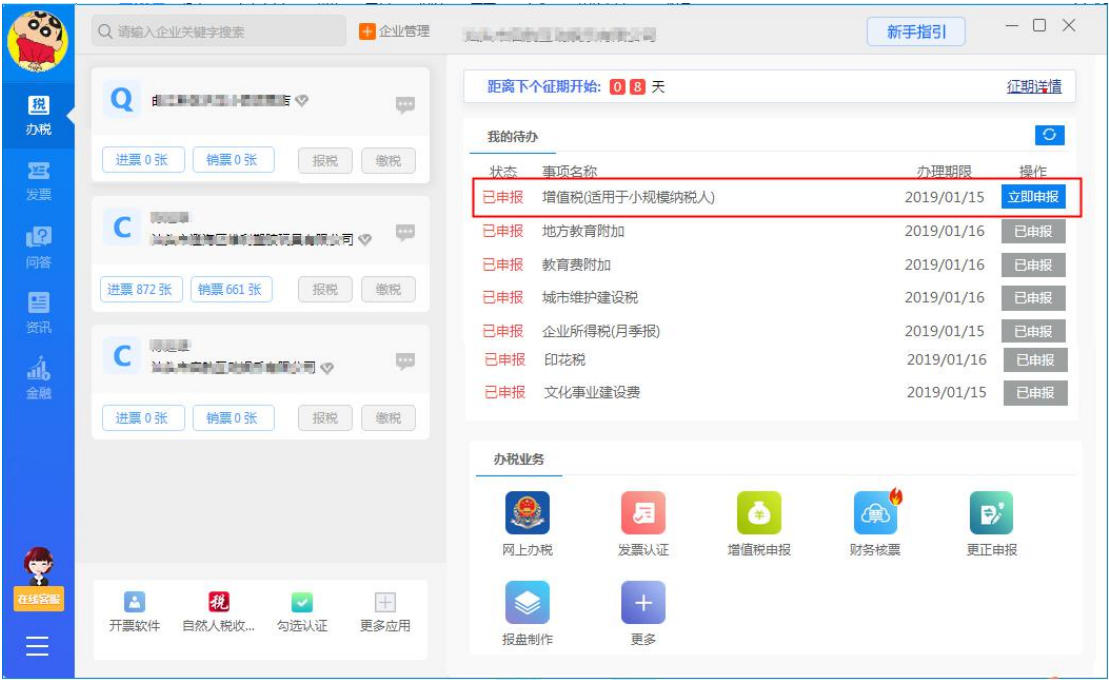 请输入企业关键字搜索
企业管理
新手指引
税
办税
发票
问答
资讯
金融
在线客服
Q
店
进票 0 张 销票 0 张 报税 缴税
C
司
进票 872 张 销票 661 张 报税 缴税
C
司
进票 0 张 销票 0 张 报税 缴税
开票软件
税
自然人税收...
勾选认证
更多应用
距离下个征期开始: 0 8 天
征期详情
我的待办
状态 事项名称 办理期限 操作
已申报 增值税(适用于小规模纳税人) 2019/01/15 立即申报
已申报 地方教育附加 2019/01/16 已申报
已申报 教育费附加 2019/01/16 已申报
已申报 城市维护建设税 2019/01/16 已申报
已申报 企业所得税(月季报) 2019/01/15 已申报
已申报 印花税 2019/01/16 已申报
已申报 文化事业建设费 2019/01/15 已申报
办税业务
网上办税
发票认证
增值税申报
票
财务核票
更正申报
报盘制作
更多